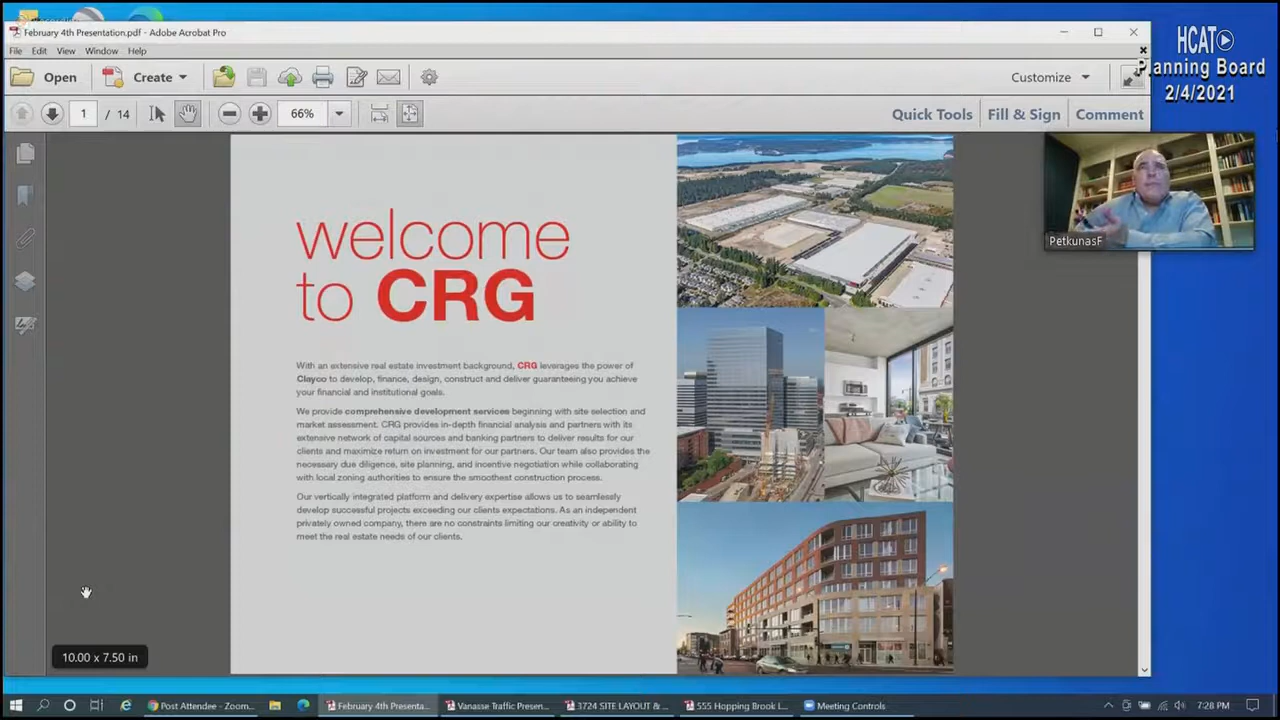 February 4th Presentation.pdf - Adobe Acrobat Pro
HCAT
Planning Board
2/4/2021
File Edit View Window Help
Open Create Customize
1 / 14 66% Quick Tools Fill & Sign Comment
PetkunasF
welcome
to CRG
With an extensive real estate investment background, CRG leverages the power of
Clayco to develop, finance, design, construct and deliver guaranteeing you achieve
your financial and institutional goals.
We provide comprehensive development services beginning with site selection and
market assessment. CRG provides in-depth financial analysis and partners with its
extensive network of capital sources and banking partners to deliver results for our
clients and maximize return on investment for our partners. Our team also provides the
necessary due diligence, site planning, and incentive negotiation while collaborating
with local zoning authorities to ensure the smoothest construction process.
Our vertically integrated platform and delivery expertise allows us to seamlessly
develop successful projects exceeding our clients expectations. As an independent
privately owned company, there are no constraints limiting our creativity or ability to
meet the real estate needs of our clients.
10.00 x 7.50 in
Post Attendee - Zoom... February 4th Presenta... Vanasse Traffic Presen... 3724 SITE LAYOUT & ... 555 Hopping Brook L... Meeting Controls 7:28 PM